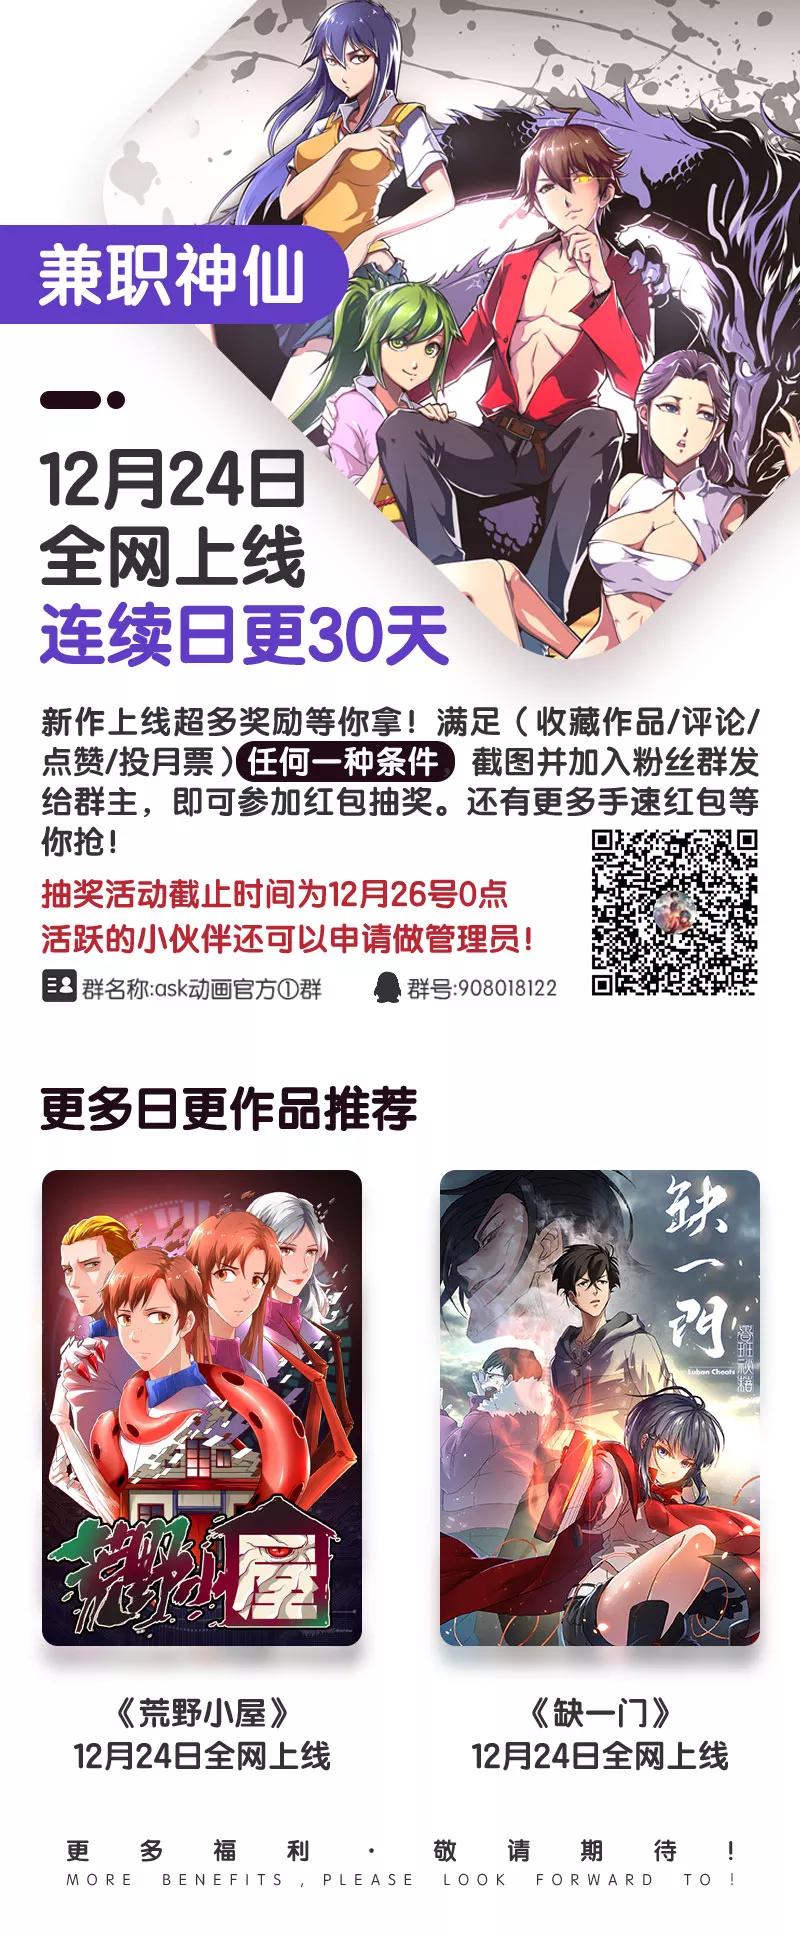 兼职神仙
12月24日
全网上线
连续日更30天
新作上线超多奖励等你拿！满足（收藏作品/评论/
点赞/投月票）任何一种条件，截图并加入粉丝群发
给群主，即可参加红包抽奖。还有更多手速红包等
你抢！
抽奖活动截止时间为12月26号0点
活跃的小伙伴还可以申请做管理员！
群名称:ask动画官方①群 群号:908018122
更多日更作品推荐
荒野小屋
缺一門
魯班秘籍
Luban Cheats
《荒野小屋》
12月24日全网上线
《缺一门》
12月24日全网上线
更多福利·敬请期待！
MORE BENEFITS , PLEASE LOOK FORWARD TO !